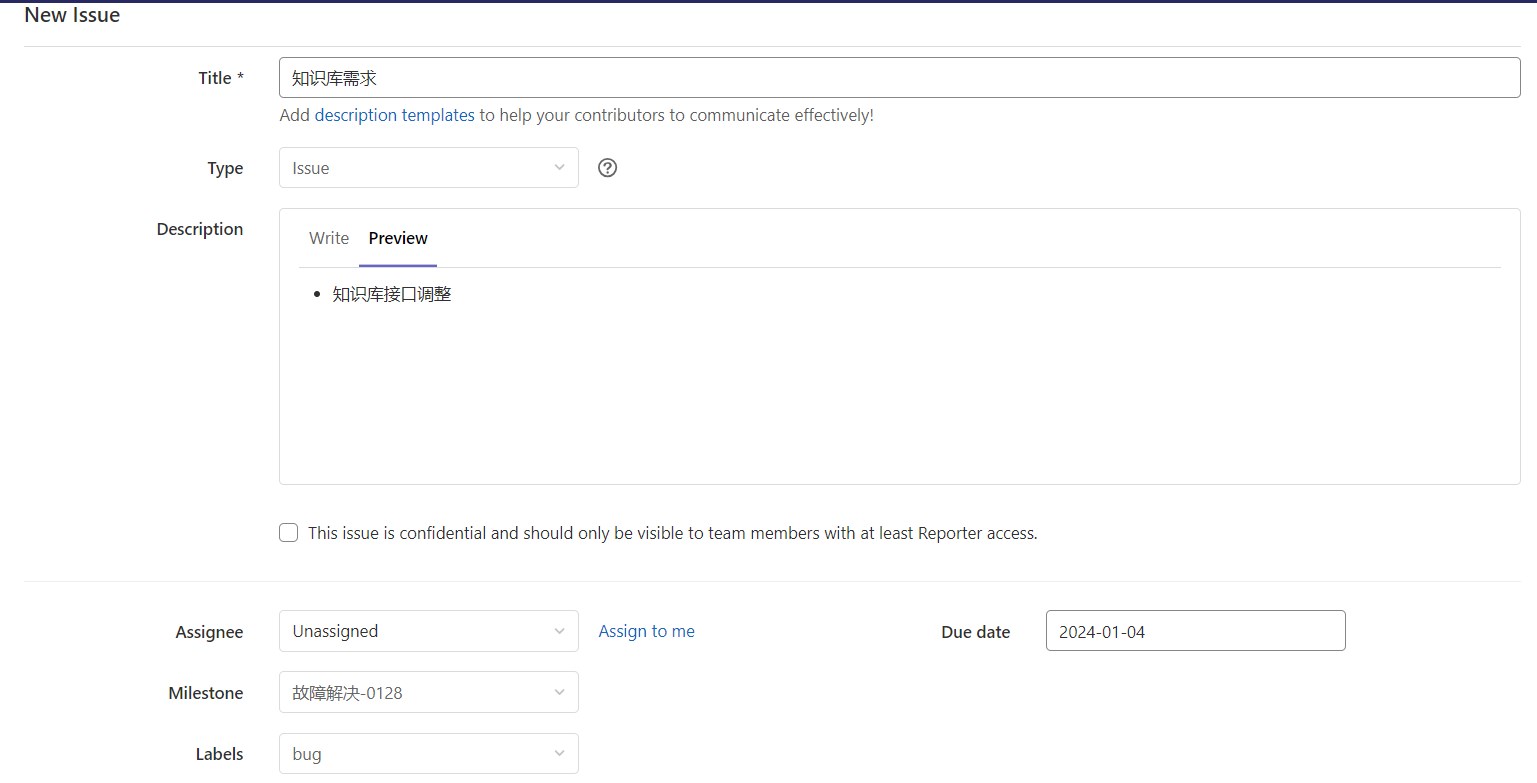 New Issue
Title *
知识库需求
Add description templates to help your contributors to communicate effectively!
Type
Issue
Description
Write Preview
• 知识库接口调整
This issue is confidential and should only be visible to team members with at least Reporter access.
Assignee
Unassigned
Assign to me
Due date
2024-01-04
Milestone
故障解决-0128
Labels
bug